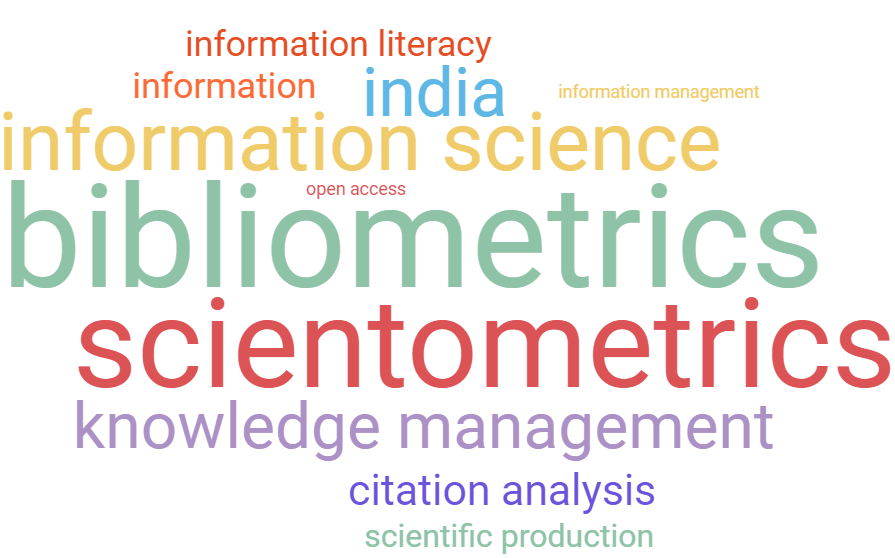 information literacy
information
india
information management
information science
open access
bibliometrics
scientometrics
knowledge management
citation analysis
scientific production